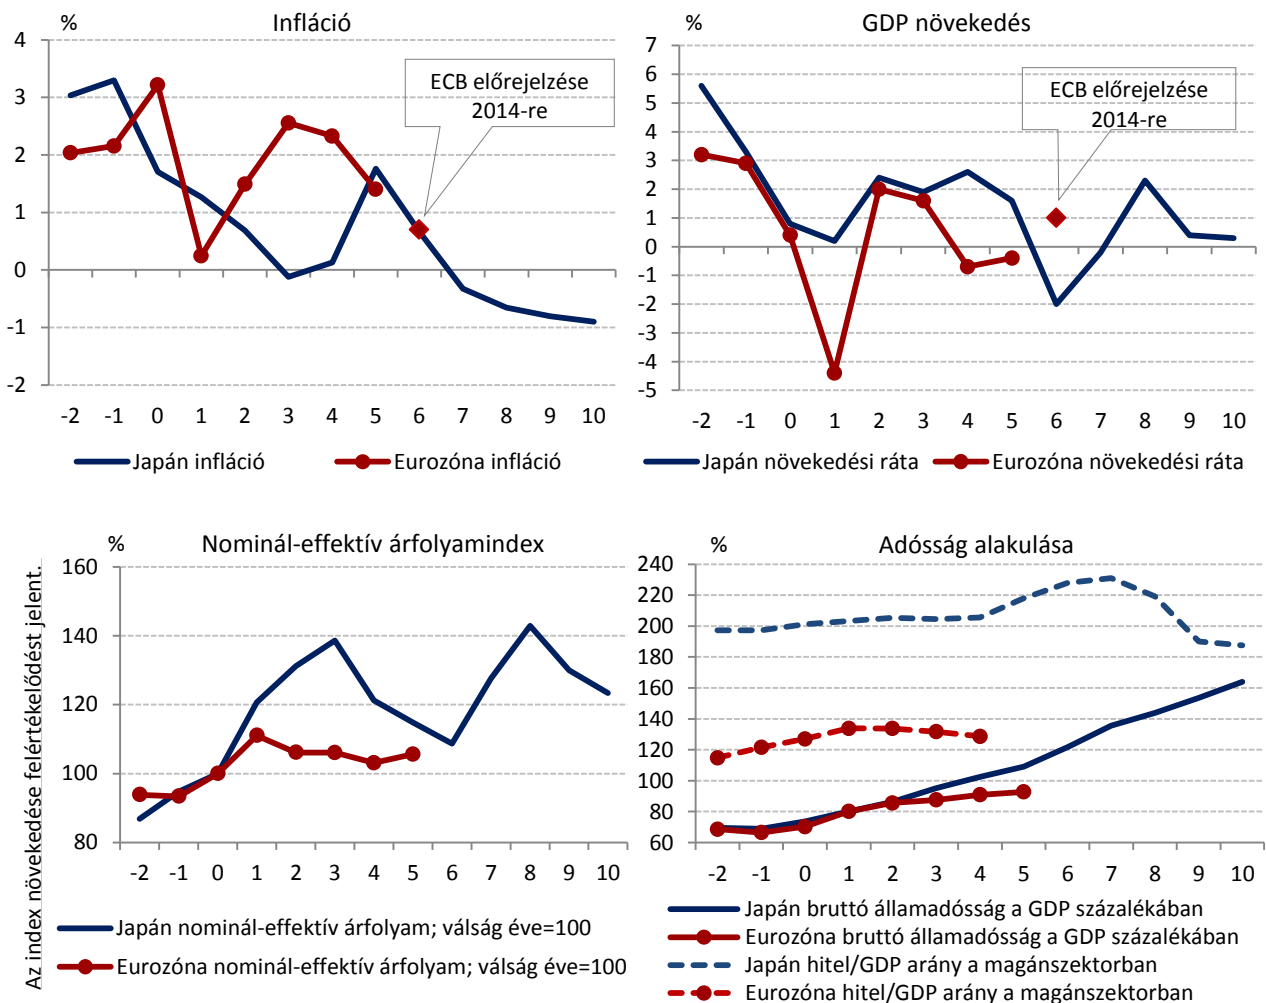 %
Infláció
4
3
2
1
0
-1
-2
ECB előrejelzése
2014-re
-2 -1 0 1 2 3 4 5 6 7 8 9 10
Japán infláció
Eurozóna infláció
%
GDP növekedés
7
6
5
4
3
2
1
0
-1
-2
-3
-4
-5
ECB előrejelzése
2014-re
-2 -1 0 1 2 3 4 5 6 7 8 9 10
Japán növekedési ráta
Eurozóna növekedési ráta
%
Nominál-effektív árfolyamindex
Az index növekedése felértékelődést jelent.
160
140
120
100
80
-2 -1 0 1 2 3 4 5 6 7 8 9 10
Japán nominál-effektív árfolyam; válság éve=100
Eurozóna nominál-effektív árfolyam; válság éve=100
%
Adósság alakulása
240
220
200
180
160
140
120
100
80
60
-2 -1 0 1 2 3 4 5 6 7 8 9 10
Japán bruttó államadósság a GDP százalékában
Eurozóna bruttó államadósság a GDP százalékában
Japán hitel/GDP arány a magánszektorban
Eurozóna hitel/GDP arány a magánszektorban